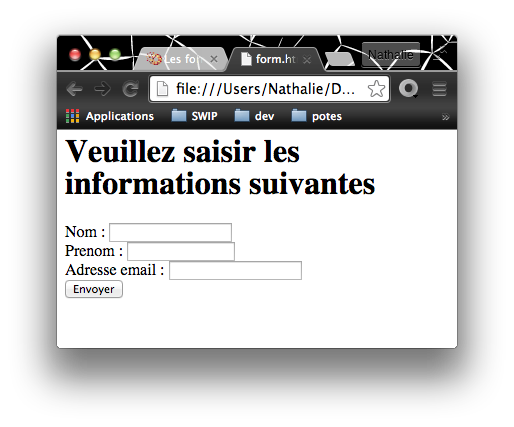 Les fo
form.ht
Nathalie
file:///Users/Nathalie/D...
Applications
SWIP
dev
potes
»
Veuillez saisir les
informations suivantes
Nom :
Prenom :
Adresse email :
Envoyer